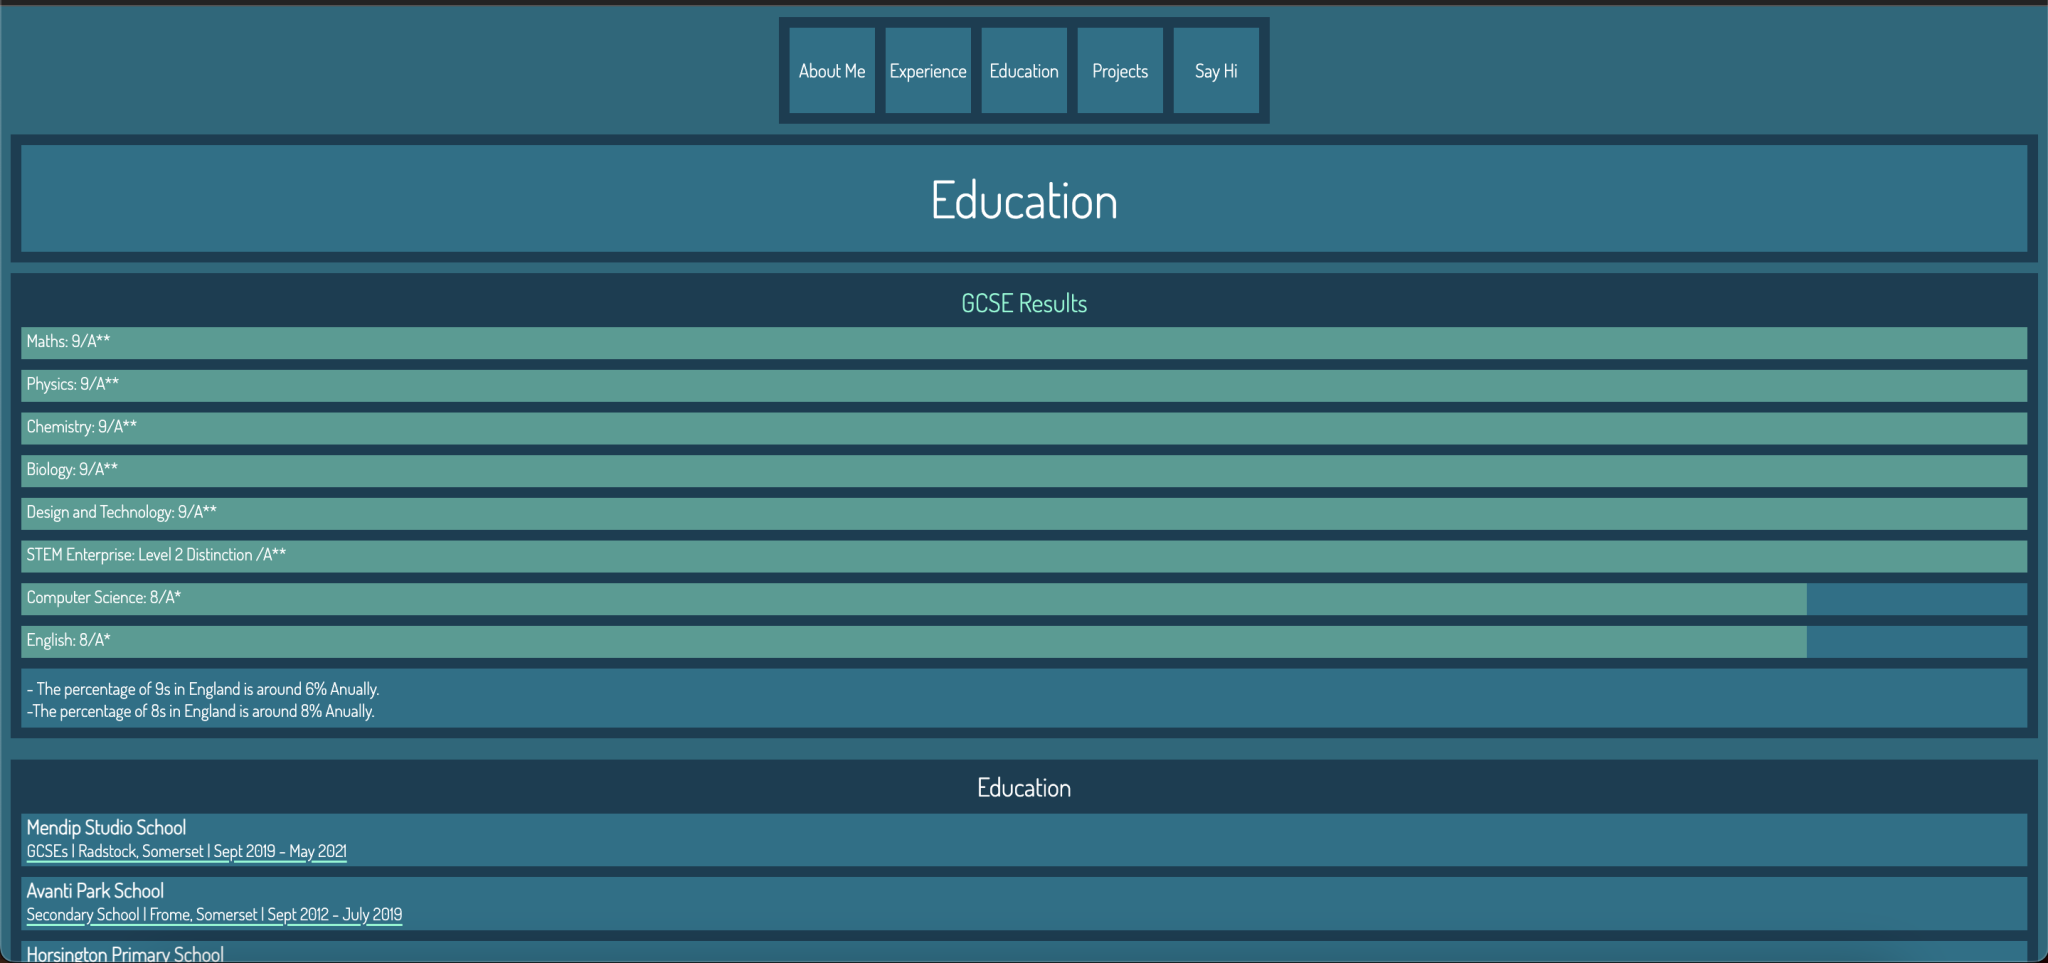 About Me
Experience
Education
Projects
Say Hi
Education
GCSE Results
Maths: 9/A**
Physics: 9/A**
Chemistry: 9/A**
Biology: 9/A**
Design and Technology: 9/A**
STEM Enterprise: Level 2 Distinction /A**
Computer Science: 8/A*
English: 8/A*
- The percentage of 9s in England is around 6% Anually.
-The percentage of 8s in England is around 8% Anually.
Education
Mendip Studio School
GCSEs | Radstock, Somerset | Sept 2019 - May 2021
Avanti Park School
Secondary School | Frome, Somerset | Sept 2012 - July 2019
Horsington Primary School